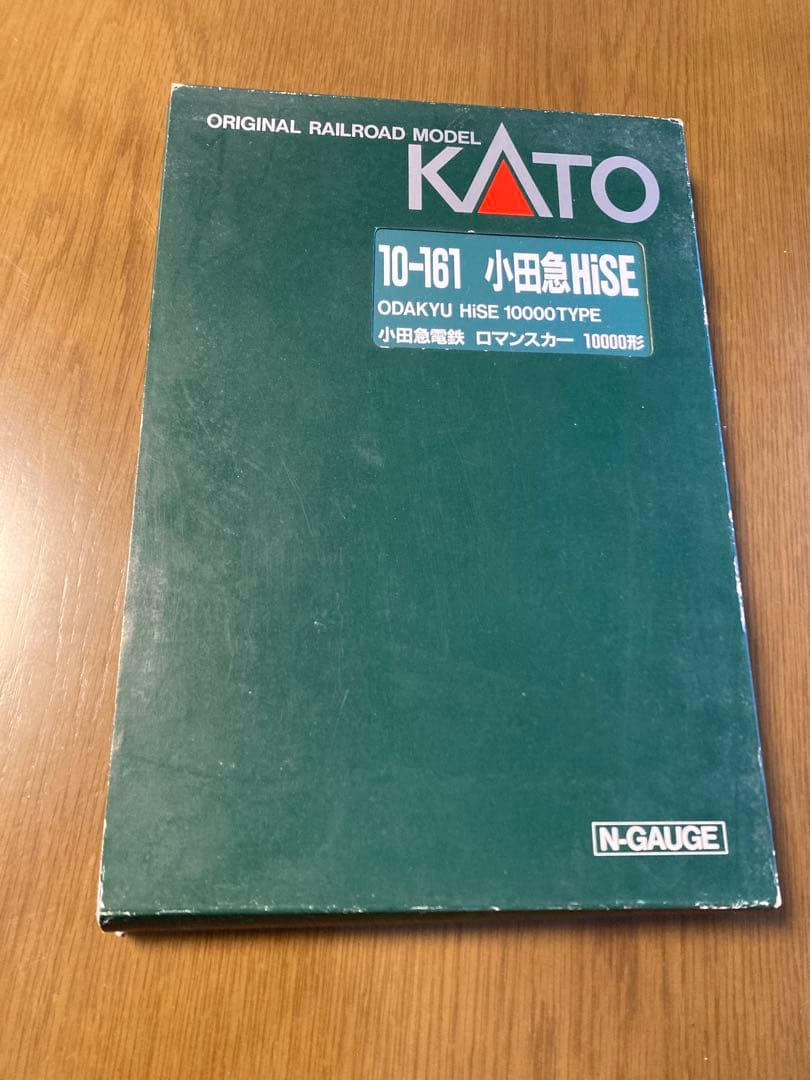 ORIGINAL RAILROAD MODEL
KATO
10-161 小田急HiSE
ODAKYU HiSE 10000TYPE
小田急電鉄 ロマンスカー 10000形
N-GAUGE